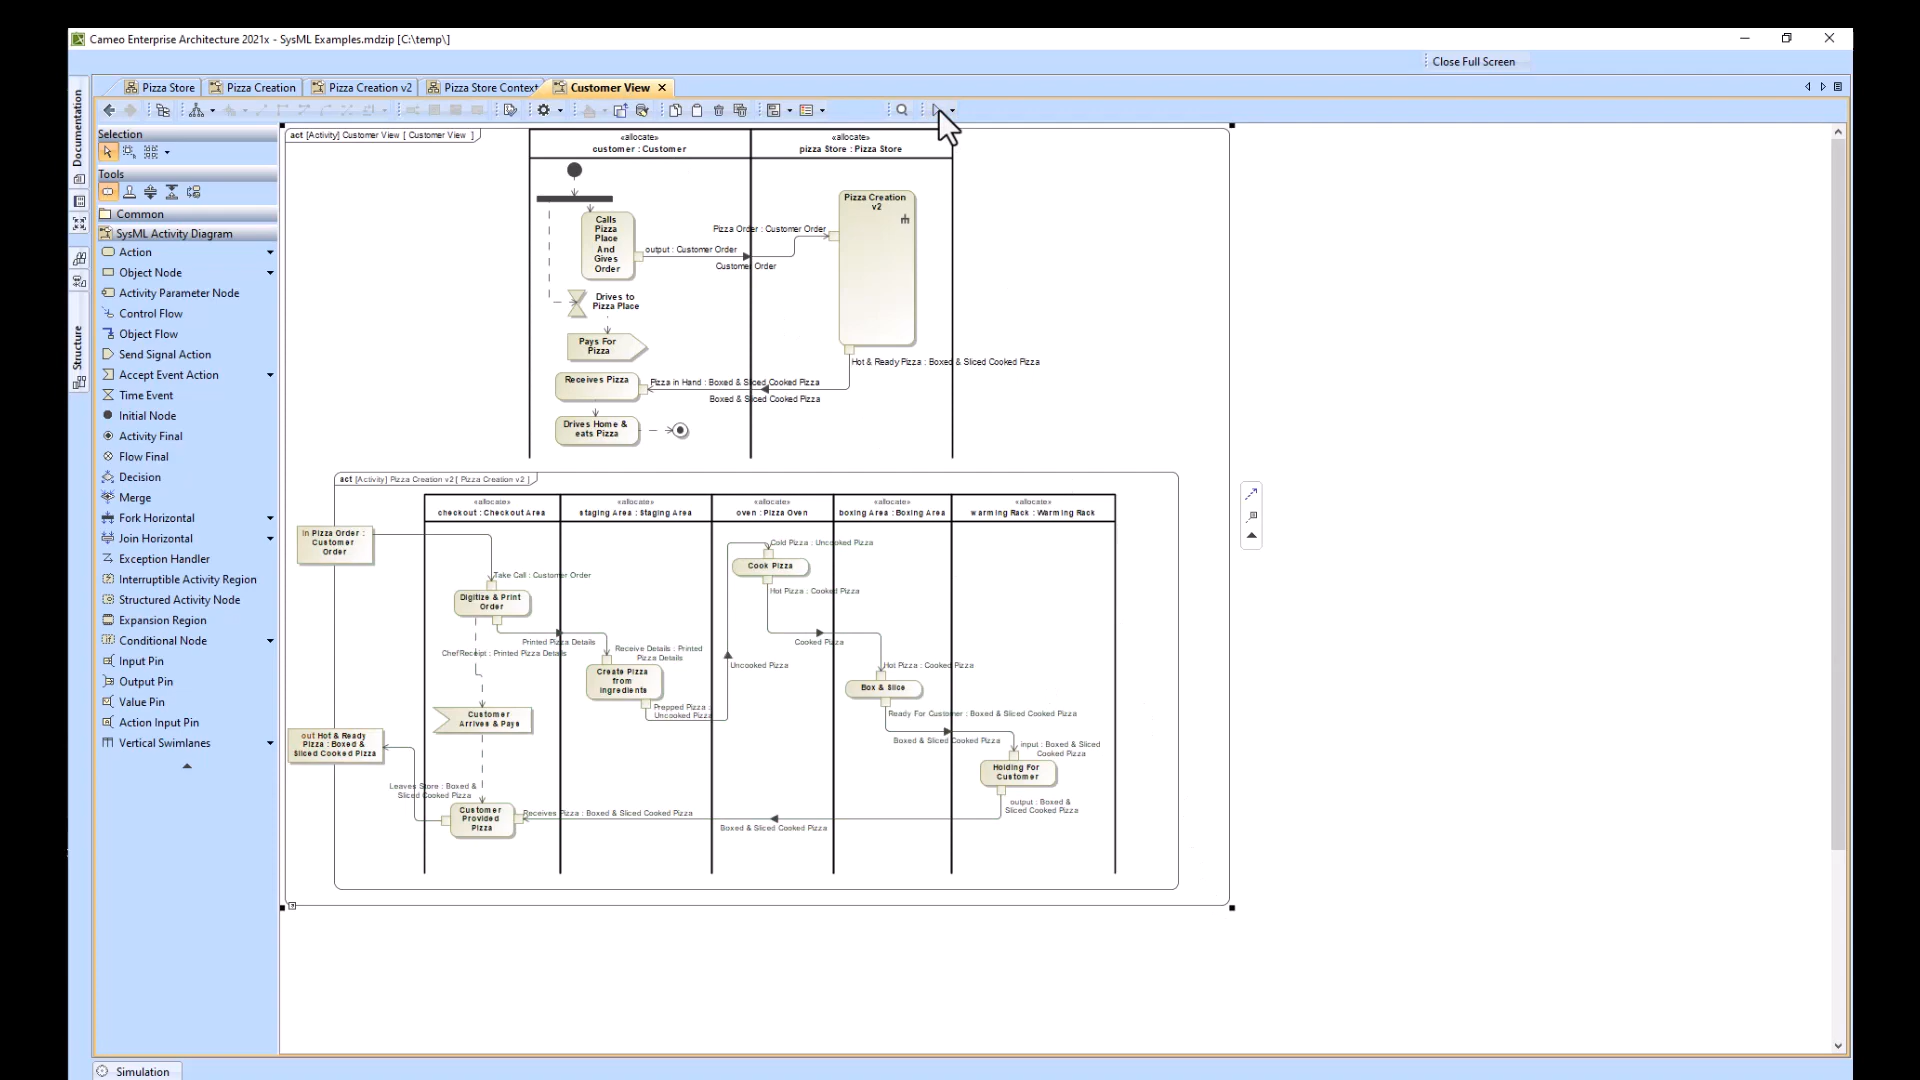 Cameo Enterprise Architecture 2021x - SysML Examples.mdzip [C:\temp\]
Close Full Screen
Pizza Store
Pizza Creation
Pizza Creation v2
Pizza Store Context
Customer View
Documentation
Structure
Selection
Tools
Common
SysML Activity Diagram
Action
Object Node
Activity Parameter Node
Control Flow
Object Flow
Send Signal Action
Accept Event Action
Time Event
Initial Node
Activity Final
Flow Final
Decision
Merge
Fork Horizontal
Join Horizontal
Exception Handler
Interruptible Activity Region
Structured Activity Node
Expansion Region
Conditional Node
Input Pin
Output Pin
Value Pin
Action Input Pin
Vertical Swimlanes
act [Activity] Customer View [ Customer View ]
«allocate»
customer : Customer
«allocate»
pizza Store : Pizza Store
Calls
Pizza
Place
And
Gives
Order
output : Customer Order
Customer Order
Pizza Order : Customer Order
Pizza Creation
v2
Drives to
Pizza Place
Pays For
Pizza
Hot & Ready Pizza : Boxed & Sliced Cooked Pizza
Receives Pizza
Pizza in Hand : Boxed & Sliced Cooked Pizza
Boxed & Sliced Cooked Pizza
Drives Home &
eats Pizza
act [Activity] Pizza Creation v2 [ Pizza Creation v2 ]
«allocate»
checkout : Checkout Area
«allocate»
staging Area : Staging Area
«allocate»
oven : Pizza Oven
«allocate»
boxing Area : Boxing Area
«allocate»
warming Rack : Warming Rack
in Pizza Order :
Customer
Order
Take Call : Customer Order
Digitize & Print
Order
Printed Pizza Details
ChefReceipt : Printed Pizza Details
Receive Details : Printed
Pizza Details
Create Pizza
from
Ingredients
Prepped Pizza :
Uncooked Pizza
Uncooked Pizza
Cold Pizza : Uncooked Pizza
Cook Pizza
Hot Pizza : Cooked Pizza
Cooked Pizza
Hot Pizza : Cooked Pizza
Box & Slice
Ready For Customer : Boxed & Sliced Cooked Pizza
Boxed & Sliced Cooked Pizza
input : Boxed & Sliced
Cooked Pizza
Holding For
Customer
output : Boxed &
Sliced Cooked Pizza
Customer
Arrives & Pays
out Hot & Ready
Pizza : Boxed &
Sliced Cooked Pizza
Leaves Store : Boxed &
Sliced Cooked Pizza
Customer
Provided
Pizza
Receives Pizza : Boxed & Sliced Cooked Pizza
Boxed & Sliced Cooked Pizza
Simulation